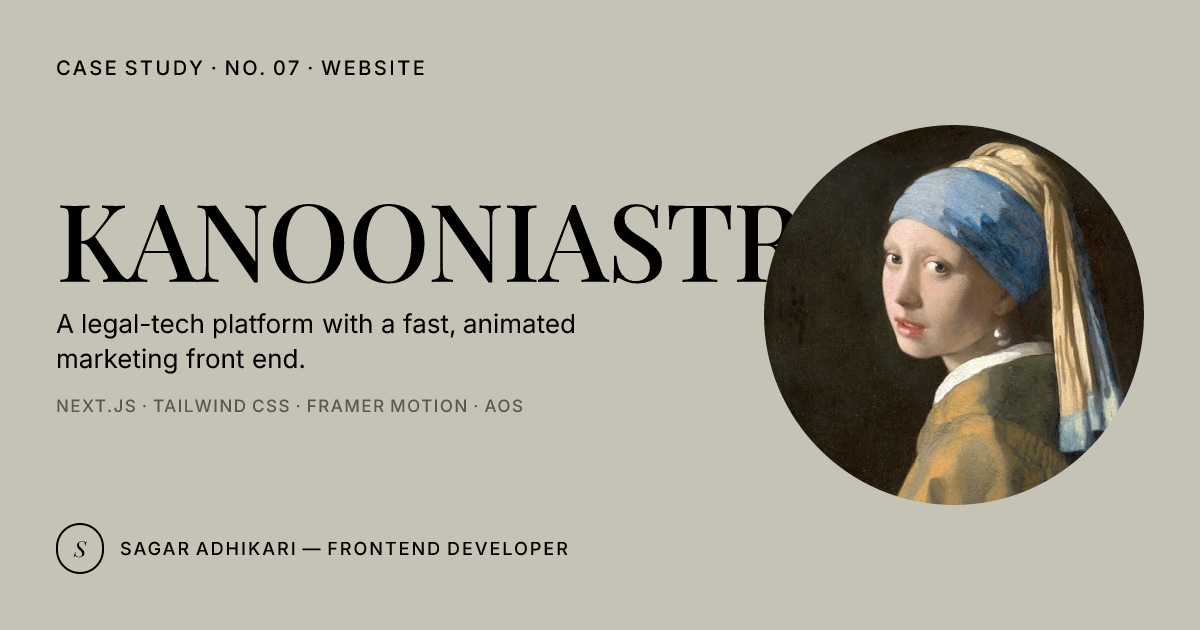 CASE STUDY · NO. 07 · WEBSITE
A legal-tech platform with a fast, animated
marketing front end.
NEXT.JS · TAILWIND CSS · FRAMER MOTION · AOS
S
SAGAR ADHIKARI — FRONTEND DEVELOPER